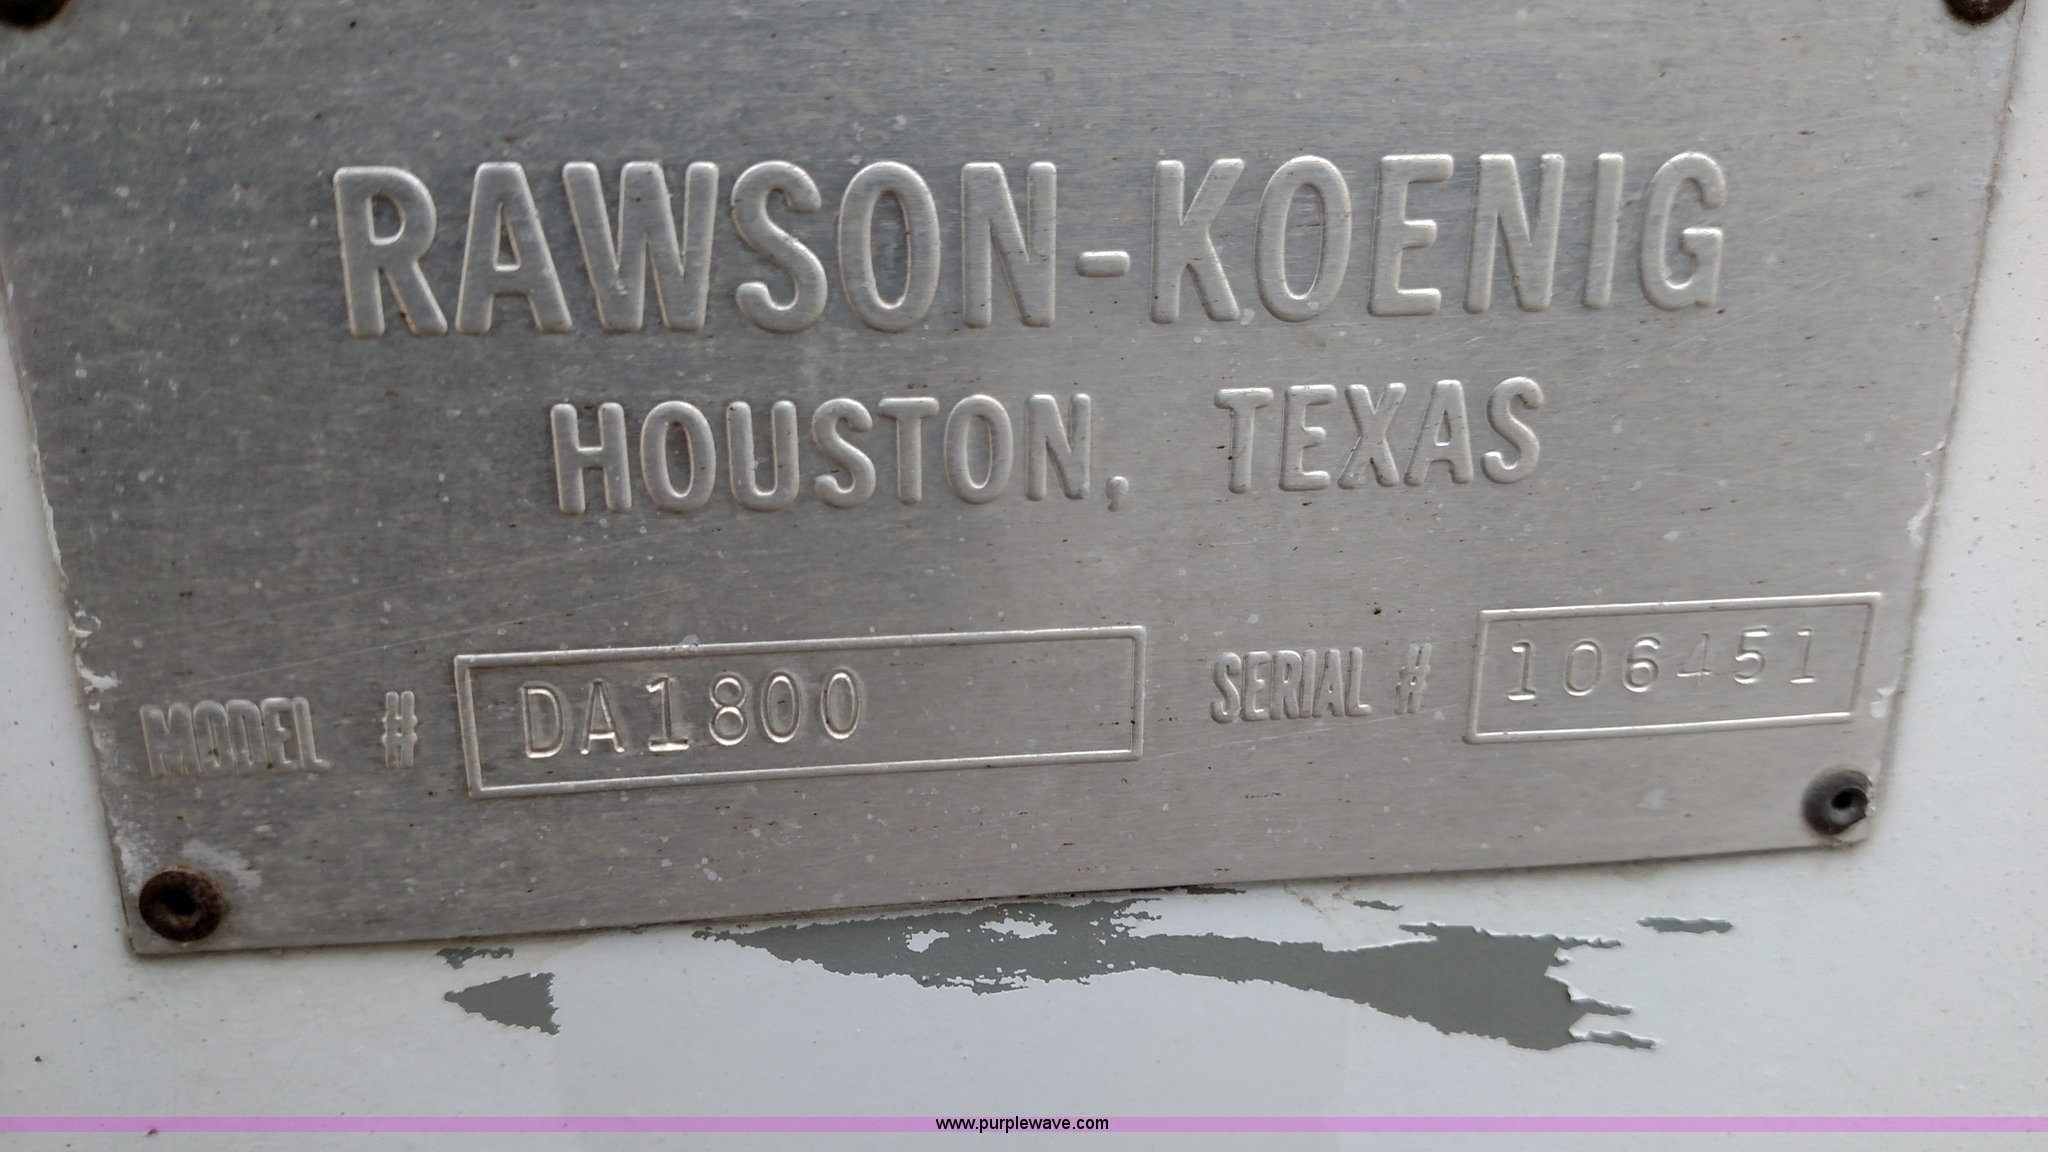 RAWSON-KOENIG
HOUSTON, TEXAS
MODEL # DA1800 SERIAL # 106451
www.purplewave.com